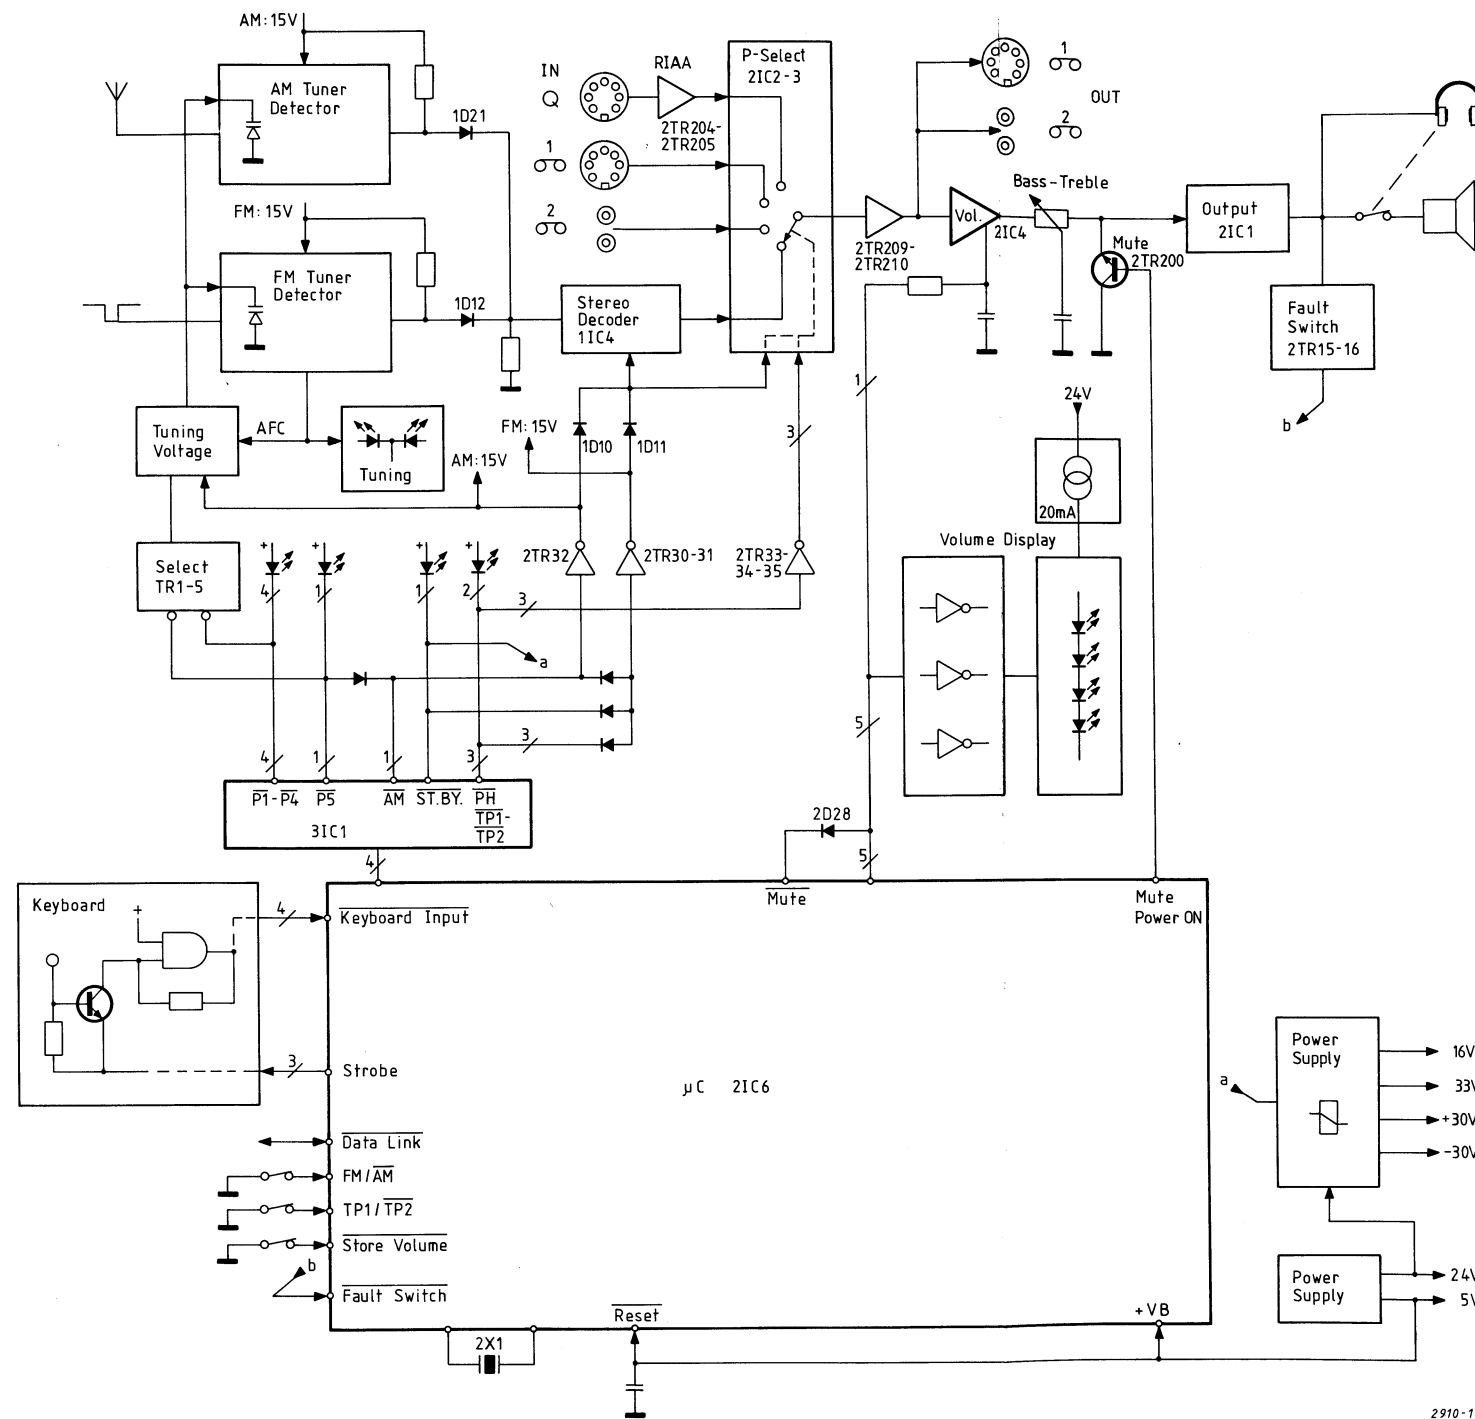 AM:15V
AM Tuner
Detector
1D21
IN
Q
RIAA
2TR204-
2TR205
P-Select
2IC2-3
1
2
1
OUT
2
FM:15V
FM Tuner
Detector
1D12
Stereo
Decoder
1IC4
2TR209-
2TR210
Vol.
2IC4
Bass-Treble
Mute
2TR200
Output
2IC1
Fault
Switch
2TR15-16
b
Tuning
Voltage
AFC
Tuning
FM:15V
AM:15V
1D10
1D11
3
1
24V
20mA
Volume Display
Select
TR1-5
+
4
+
1
+
1
+
2
2TR32
2TR30-31
2TR33-
34-35
3
a
3
5
4
1
1
3
P1-P4
P5
AM
ST.BY.
PH
TP1-
TP2
3IC1
4
2D28
5
Mute
Mute
Power ON
Keyboard
+
4
Keyboard Input
3
Strobe
µC 2IC6
Data Link
FM/AM
TP1/TP2
Store Volume
b
Fault Switch
2X1
Reset
+VB
a
Power
Supply
16V
33V
+30V
-30V
Power
Supply
24V
5V
2910-1